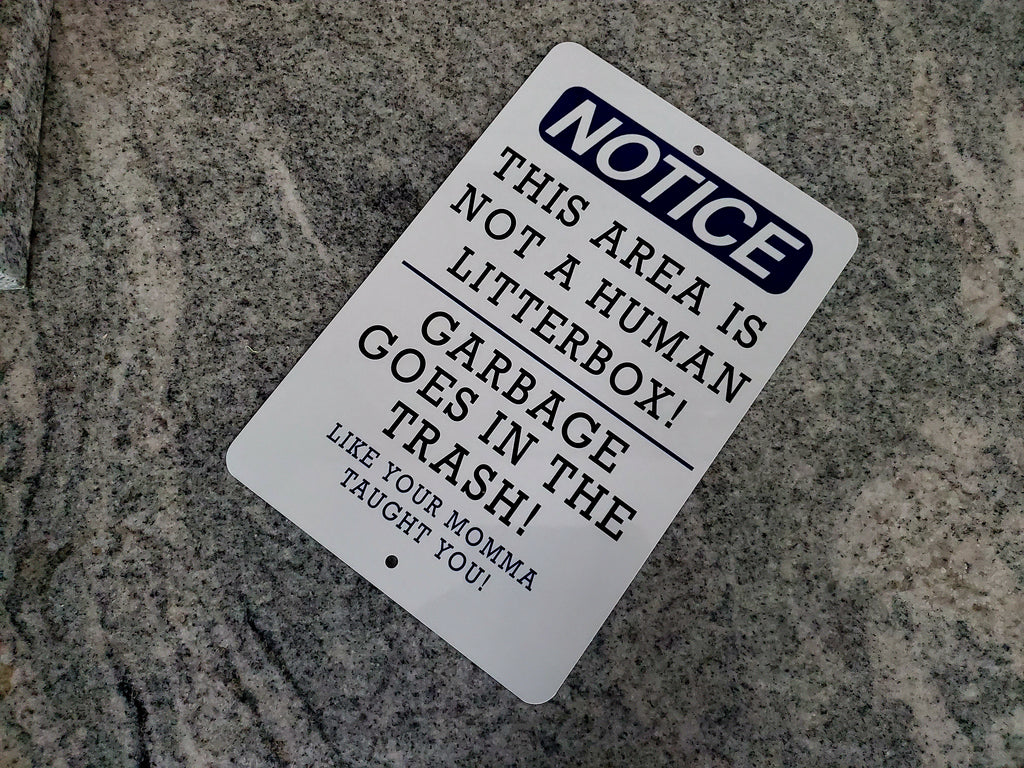 NOTICE
THIS AREA IS
NOT A HUMAN
LITTERBOX!
GARBAGE
GOES IN THE
TRASH!
LIKE YOUR MOMMA
TAUGHT YOU!